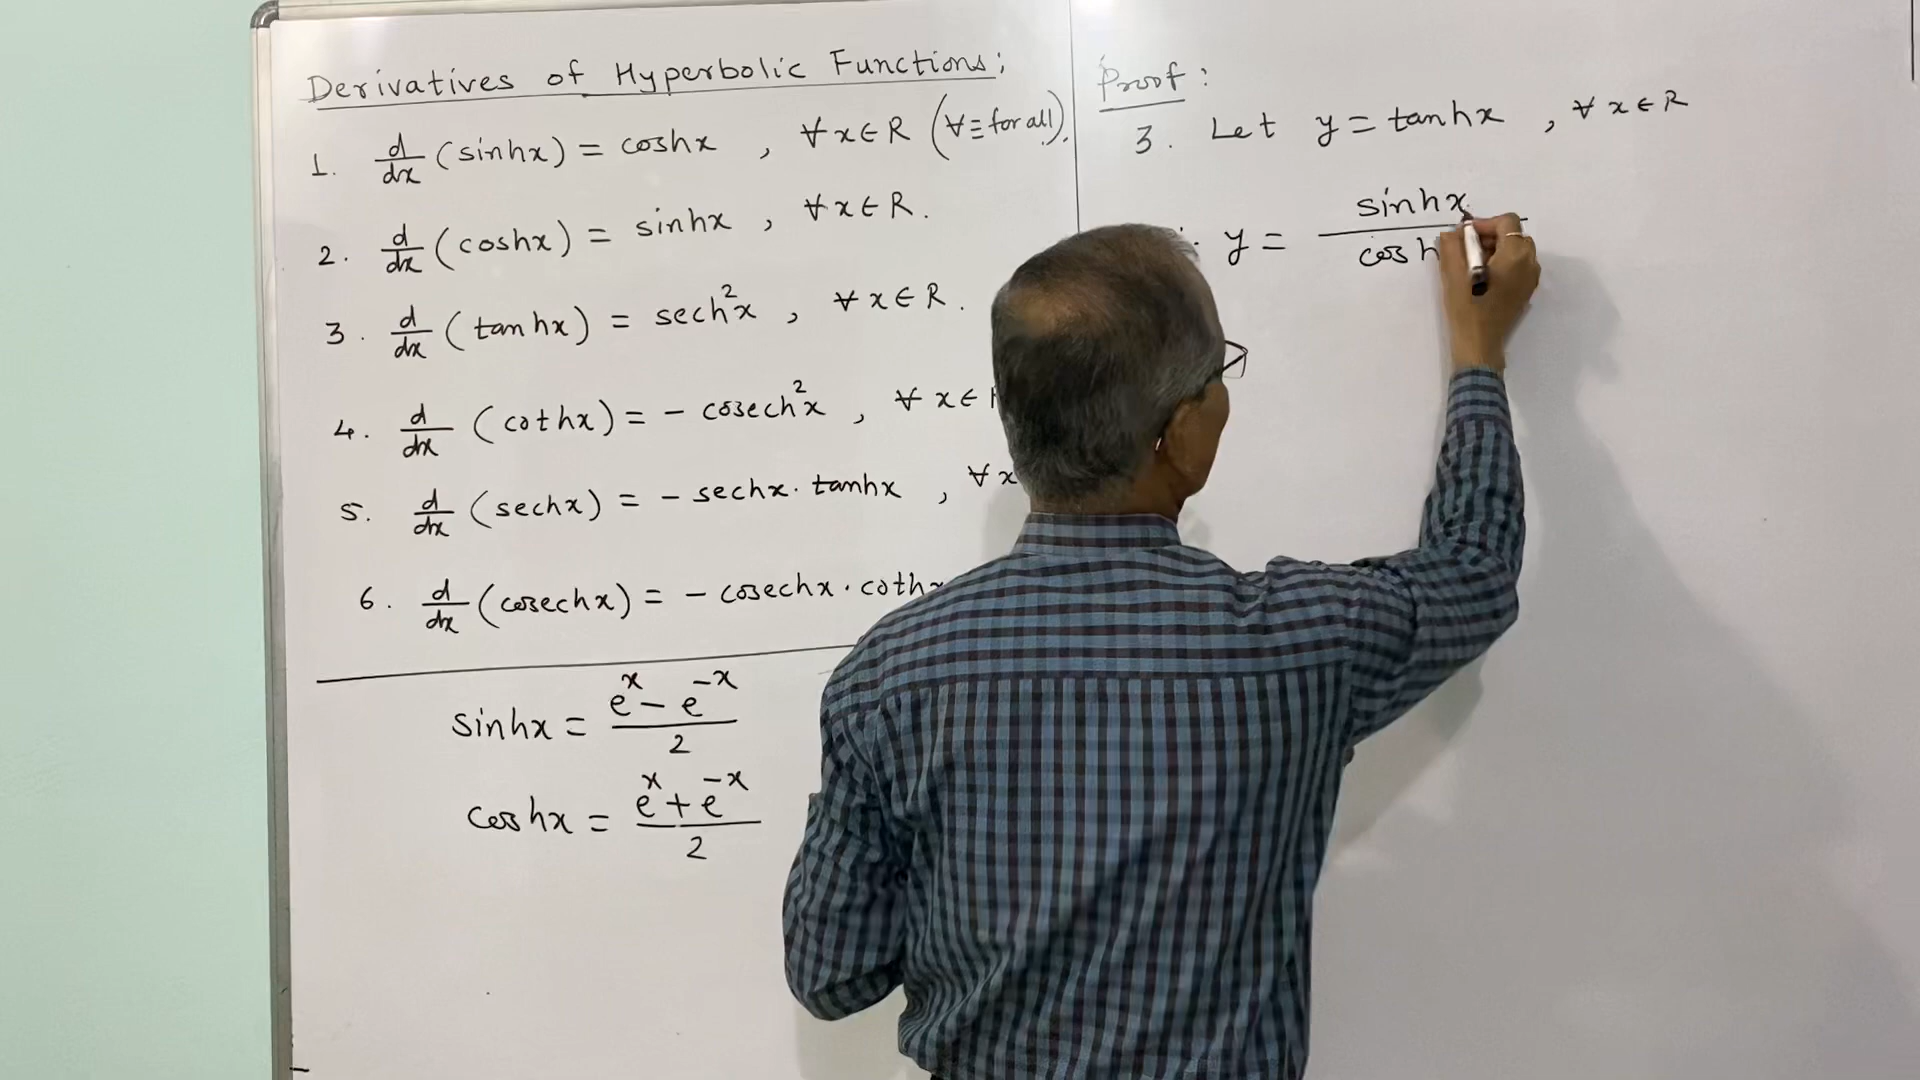 Derivatives of Hyperbolic Functions:
1. d/dx (sinhx) = coshx , ∀ x ∈ R (∀ ≡ for all).
2. d/dx (coshx) = sinhx , ∀ x ∈ R.
3. d/dx (tanhx) = sech²x , ∀ x ∈ R.
4. d/dx (cothx) = - cosech²x , ∀ x ∈
5. d/dx (sechx) = - sechx · tanhx , ∀ x
6. d/dx (cosechx) = - cosechx · cothx
sinhx = (e^x - e^-x)/2
coshx = (e^x + e^-x)/2
Proof :
3. Let y = tanhx , ∀ x ∈ R
y = sinhx / cosh